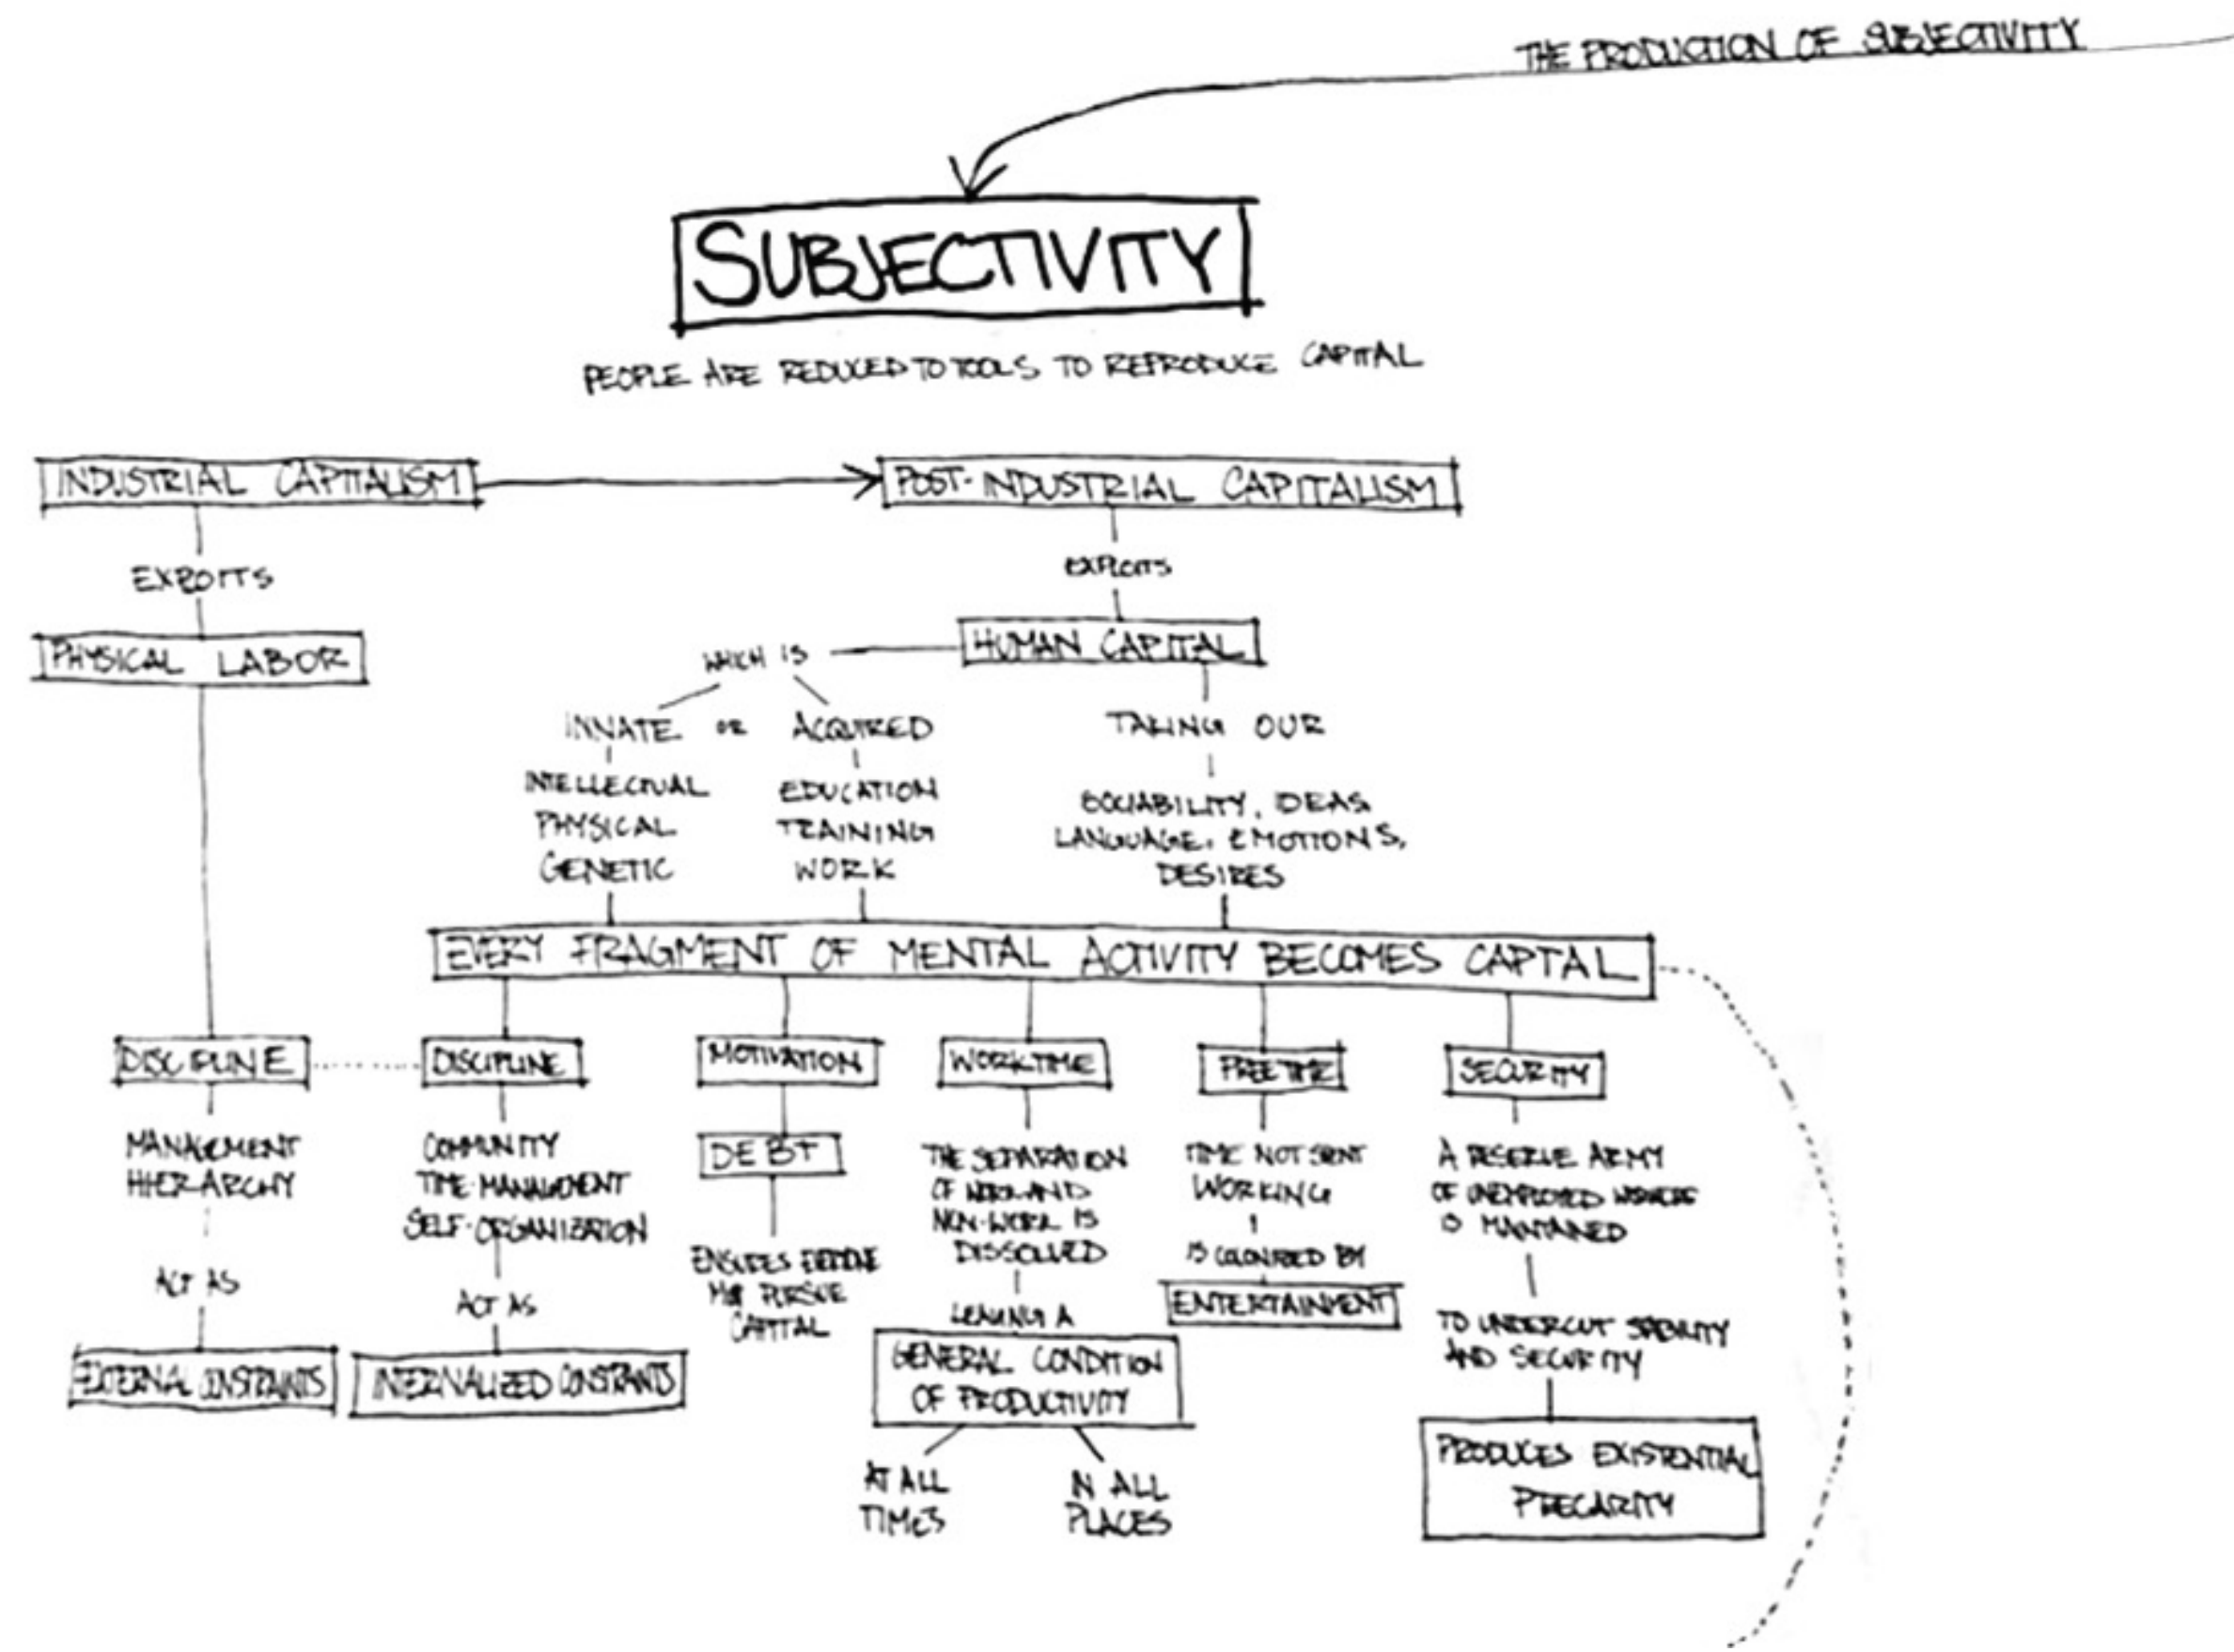 THE PRODUCTION OF SUBJECTIVITY
SUBJECTIVITY
PEOPLE ARE REDUCED TO TOOLS TO REPRODUCE CAPITAL
INDUSTRIAL CAPITALISM
POST-INDUSTRIAL CAPITALISM
EXPOITS
EXPLOITS
PHYSICAL LABOR
HUMAN CAPITAL
WHICH IS
INNATE OR ACQUIRED
TAKING OUR
INTELLECTUAL
PHYSICAL
GENETIC
EDUCATION
TRAINING
WORK
SOCIABILITY, IDEAS
LANGUAGE, EMOTIONS,
DESIRES
EVERY FRAGMENT OF MENTAL ACTIVITY BECOMES CAPTAL
DISCIPLINE
MANAGEMENT
HIERARCHY
ACT AS
EXTERNAL CONSTRAINTS
DISCIPLINE
COMMUNITY
TIME-MANAGEMENT
SELF-ORGANIZATION
ACT AS
INTERNALIZED CONSTRAINTS
MOTIVATION
DEBT
ENSURES
PURSUE
CAPITAL
WORKTIME
THE SEPARATION
OF WORK AND
NON-WORK IS
DISSOLVED
LEAVING A
GENERAL CONDITION
OF PRODUCTIVITY
AT ALL
TIMES
IN ALL
PLACES
FREE TIME
TIME NOT SPENT
WORKING
IS COLONIZED BY
ENTERTAINMENT
SECURITY
A RESERVE ARMY
OF UNEMPLOYED WORKERS
IS MAINTAINED
TO UNDERCUT STABILITY
AND SECURITY
PRODUCES EXISTENTIAL
PRECARITY